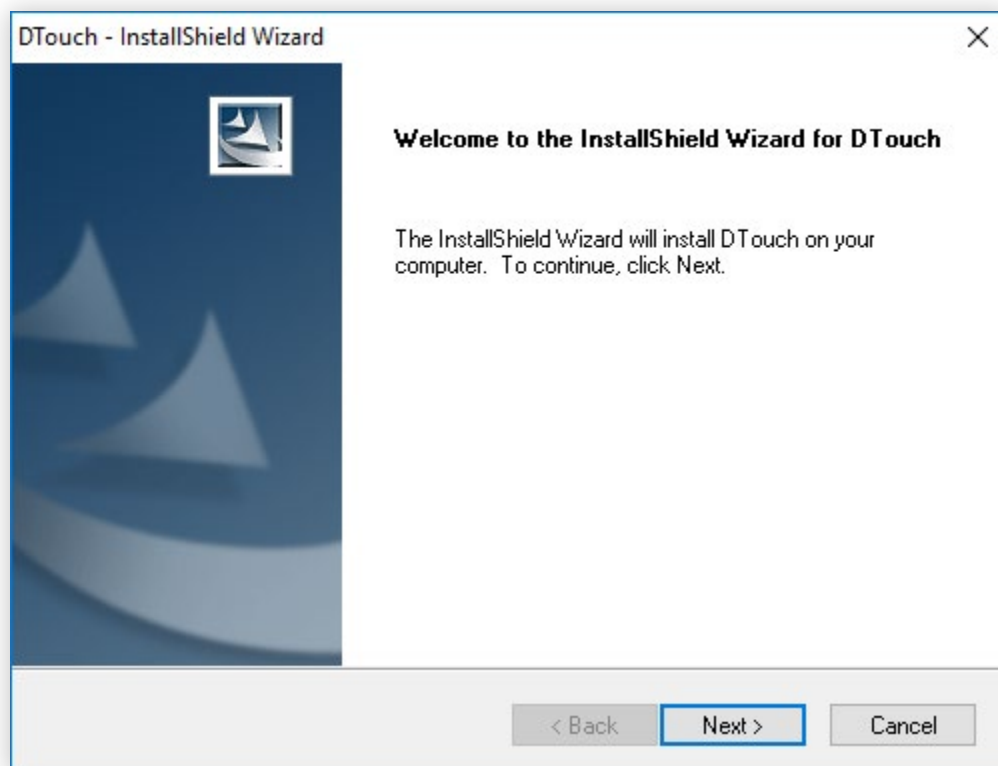 DTouch - InstallShield Wizard
Welcome to the InstallShield Wizard for DTouch
The InstallShield Wizard will install DTouch on your
computer.  To continue, click Next.
< Back Next > Cancel